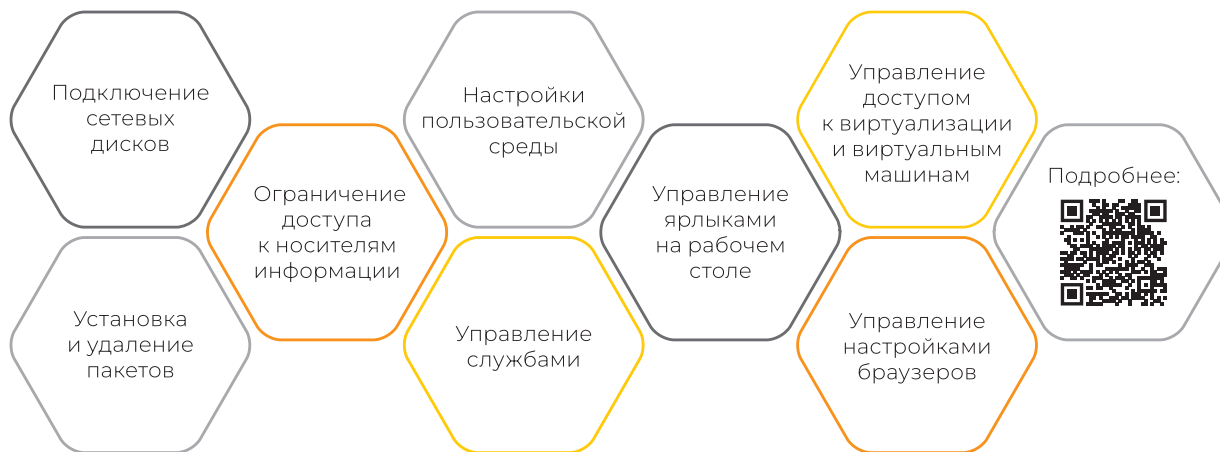 Подключение
сетевых
дисков
Установка
и удаление
пакетов
Ограничение
доступа
к носителям
информации
Настройки
пользовательской
среды
Управление
службами
Управление
ярлыками
на рабочем
столе
Управление
доступом
к виртуализации
и виртуальным
машинам
Управление
настройками
браузеров
Подробнее: